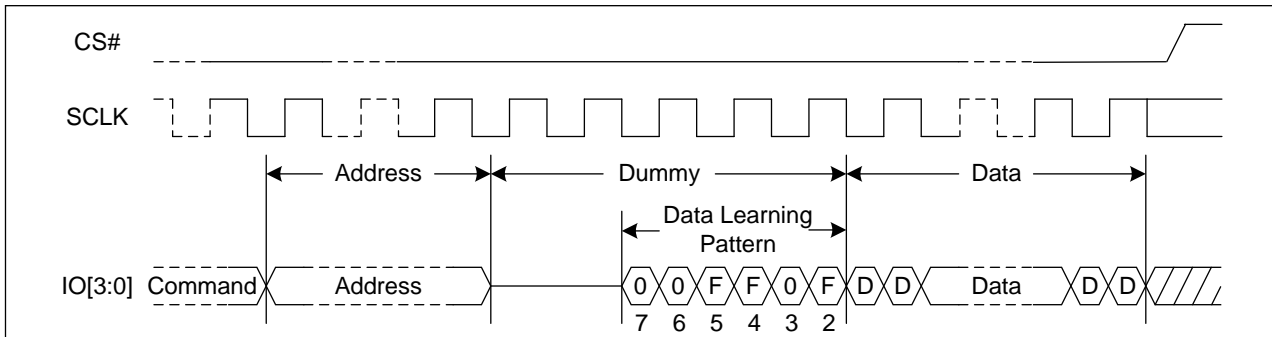 CS#
SCLK
Address Dummy Data
Data Learning
Pattern
IO[3:0] Command Address 0 0 F F 0 F D D Data D D
7 6 5 4 3 2